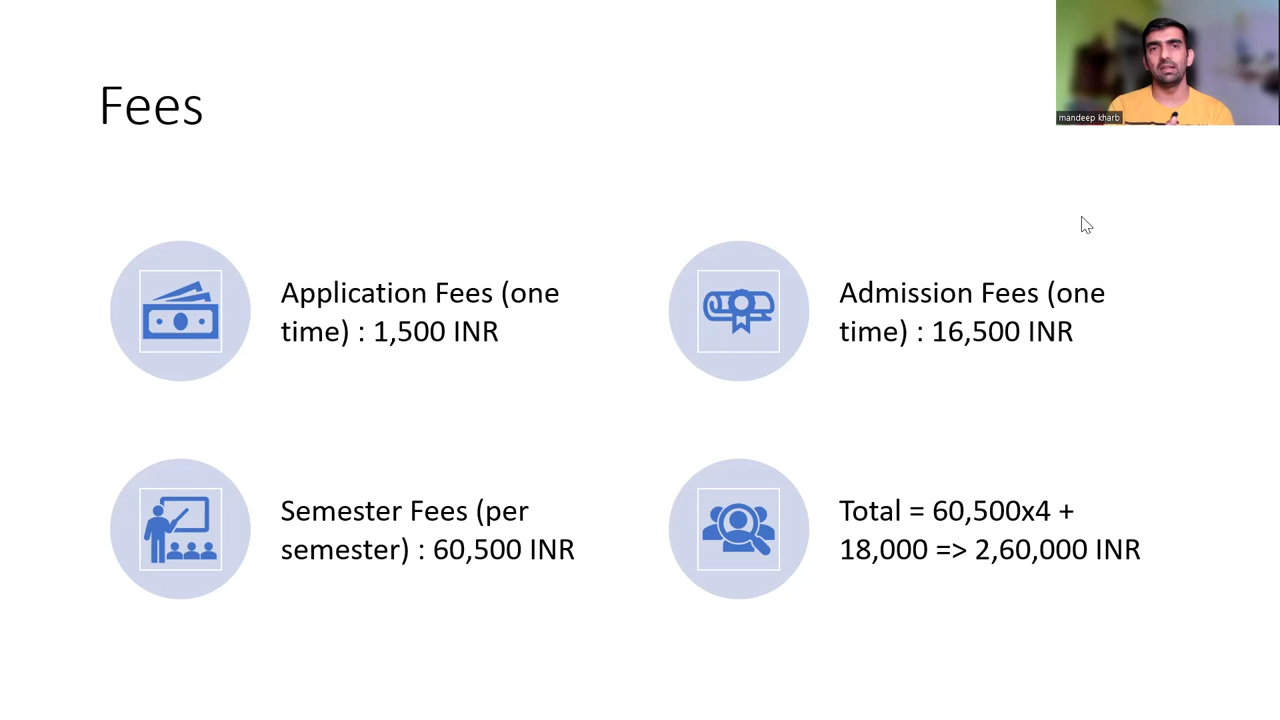 Fees
mandeep kharb
Application Fees (one
time) : 1,500 INR
Admission Fees (one
time) : 16,500 INR
Semester Fees (per
semester) : 60,500 INR
Total = 60,500x4 +
18,000 => 2,60,000 INR